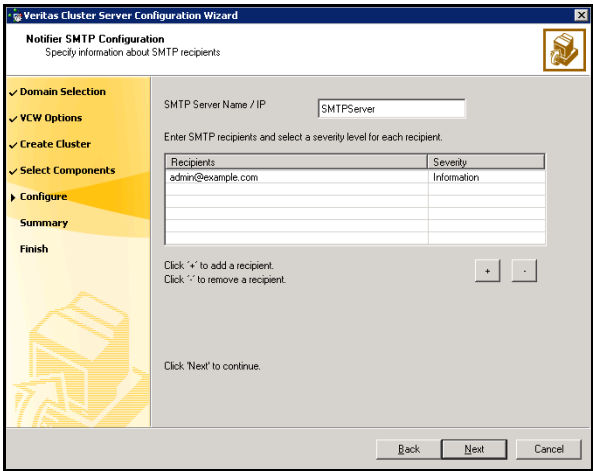 Veritas Cluster Server Configuration Wizard
Notifier SMTP Configuration
Specify information about SMTP recipients
Domain Selection
VCW Options
Create Cluster
Select Components
Configure
Summary
Finish
SMTP Server Name / IP
SMTPServer
Enter SMTP recipients and select a severity level for each recipient.
Recipients Severity
admin@example.com Information
Click '+' to add a recipient.
Click '-' to remove a recipient.
+ -
Click 'Next' to continue.
Back Next Cancel